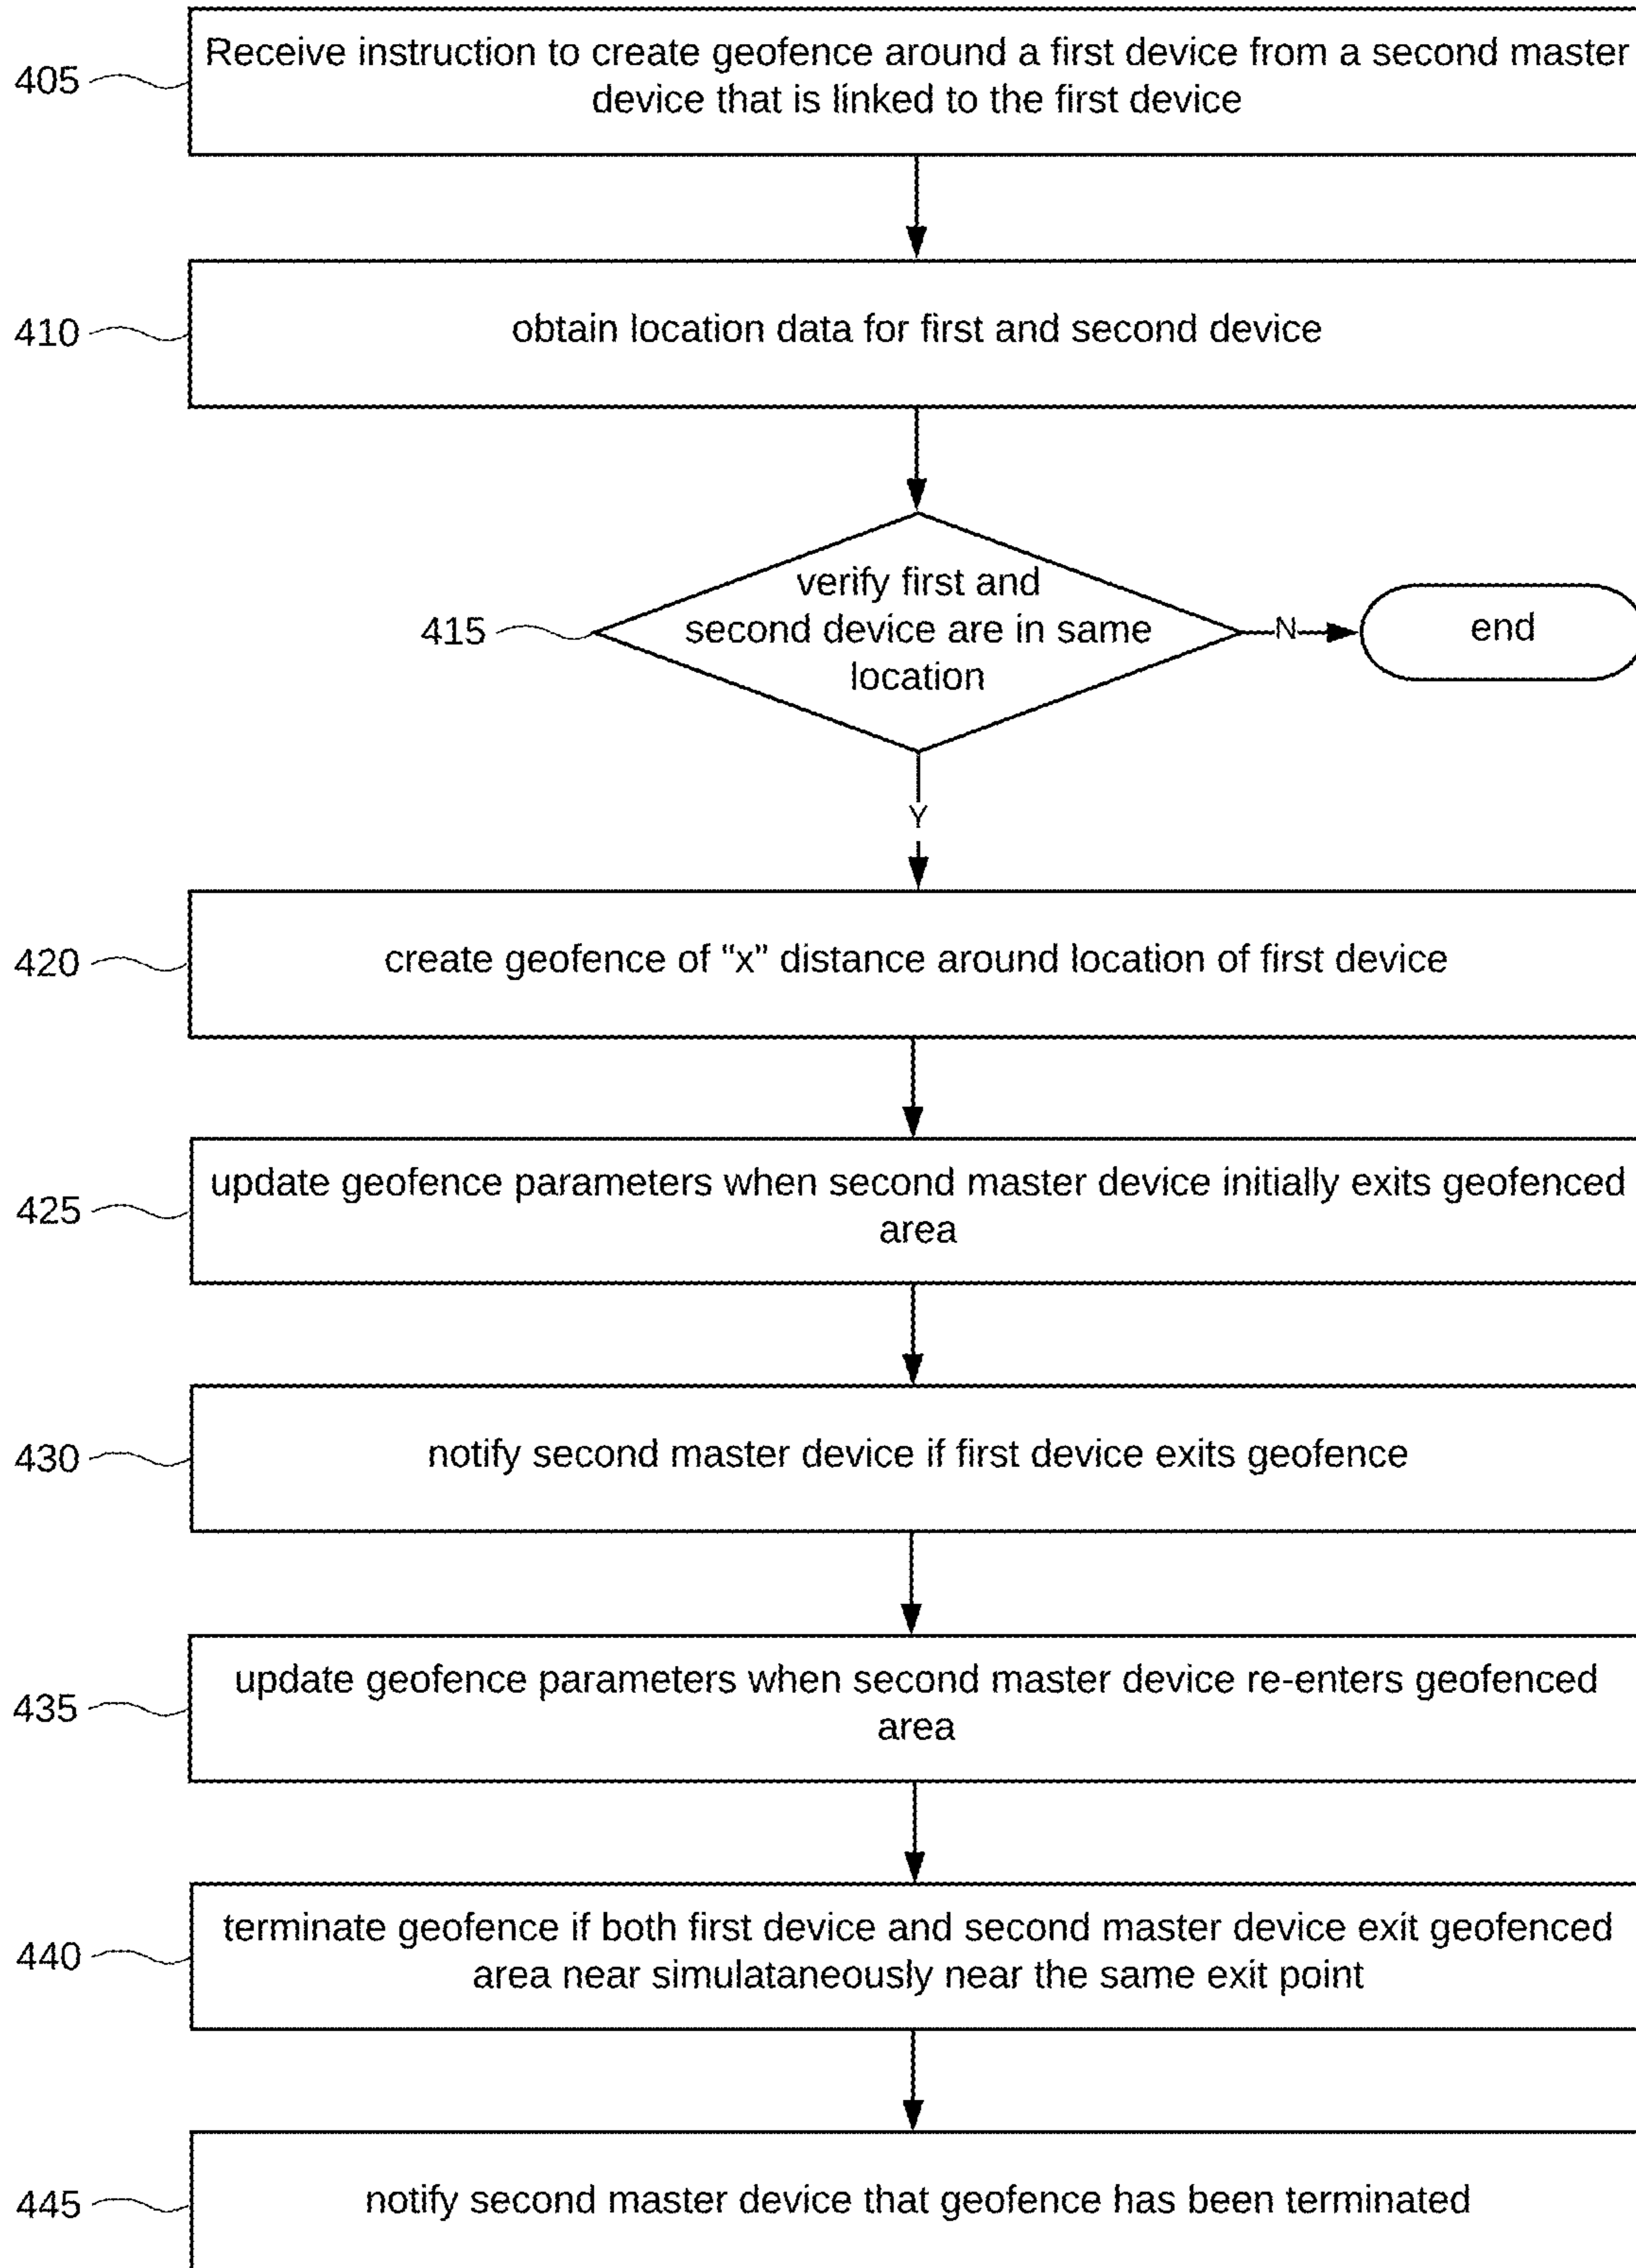 405
Receive instruction to create geofence around a first device from a second master
device that is linked to the first device
410
obtain location data for first and second device
415
verify first and
second device are in same
location
N
end
Y
420
create geofence of “x” distance around location of first device
425
update geofence parameters when second master device initially exits geofenced
area
430
notify second master device if first device exits geofence
435
update geofence parameters when second master device re-enters geofenced
area
440
terminate geofence if both first device and second master device exit geofenced
area near simulataneously near the same exit point
445
notify second master device that geofence has been terminated